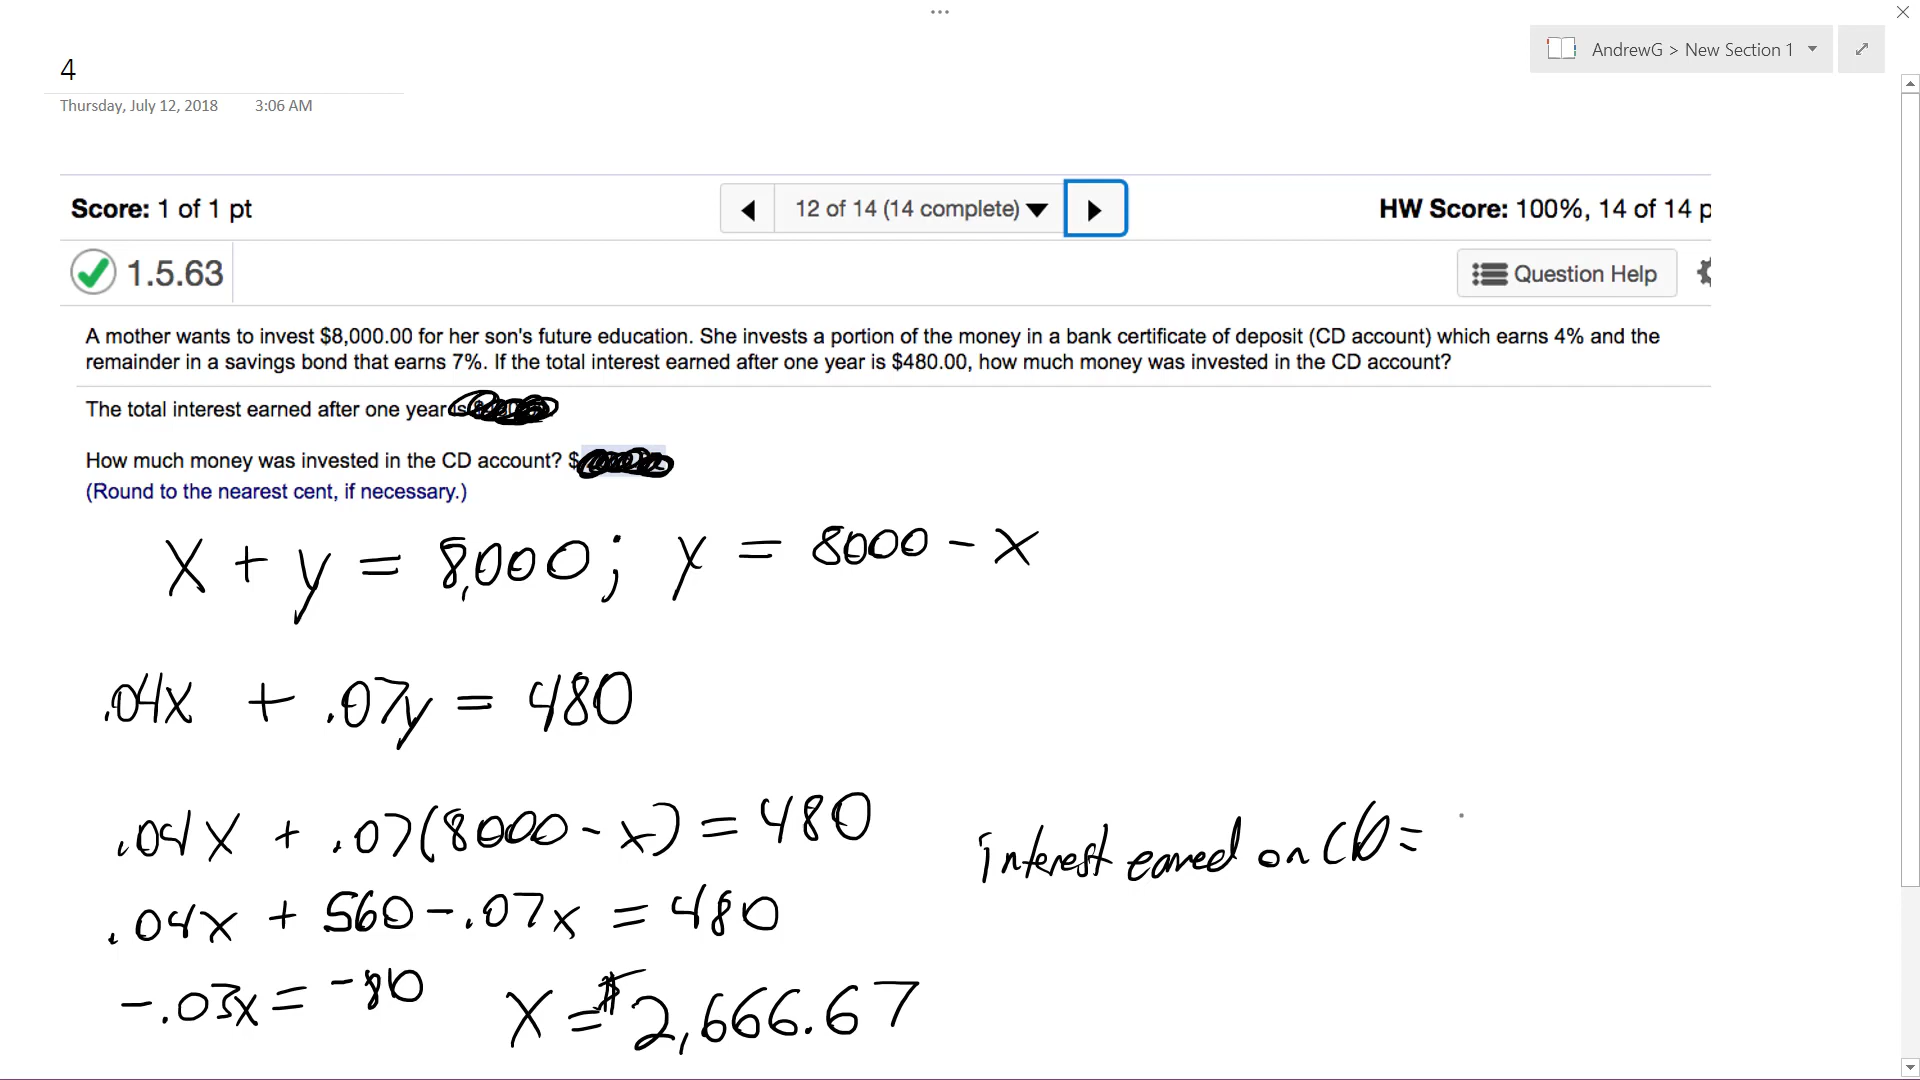 ...
AndrewG > New Section 1
4
Thursday, July 12, 2018 3:06 AM
Score: 1 of 1 pt
12 of 14 (14 complete)
HW Score: 100%, 14 of 14 p
1.5.63
Question Help
A mother wants to invest $8,000.00 for her son's future education. She invests a portion of the money in a bank certificate of deposit (CD account) which earns 4% and the
remainder in a savings bond that earns 7%. If the total interest earned after one year is $480.00, how much money was invested in the CD account?
The total interest earned after one year is
How much money was invested in the CD account? $
(Round to the nearest cent, if necessary.)
X + y = 8,000; y = 8000 - x
.04x + .07y = 480
.04x + .07(8000 - x) = 480
interest earned on CD =
.04x + 560 - .07x = 480
-.03x = -80 X = $2,666.67